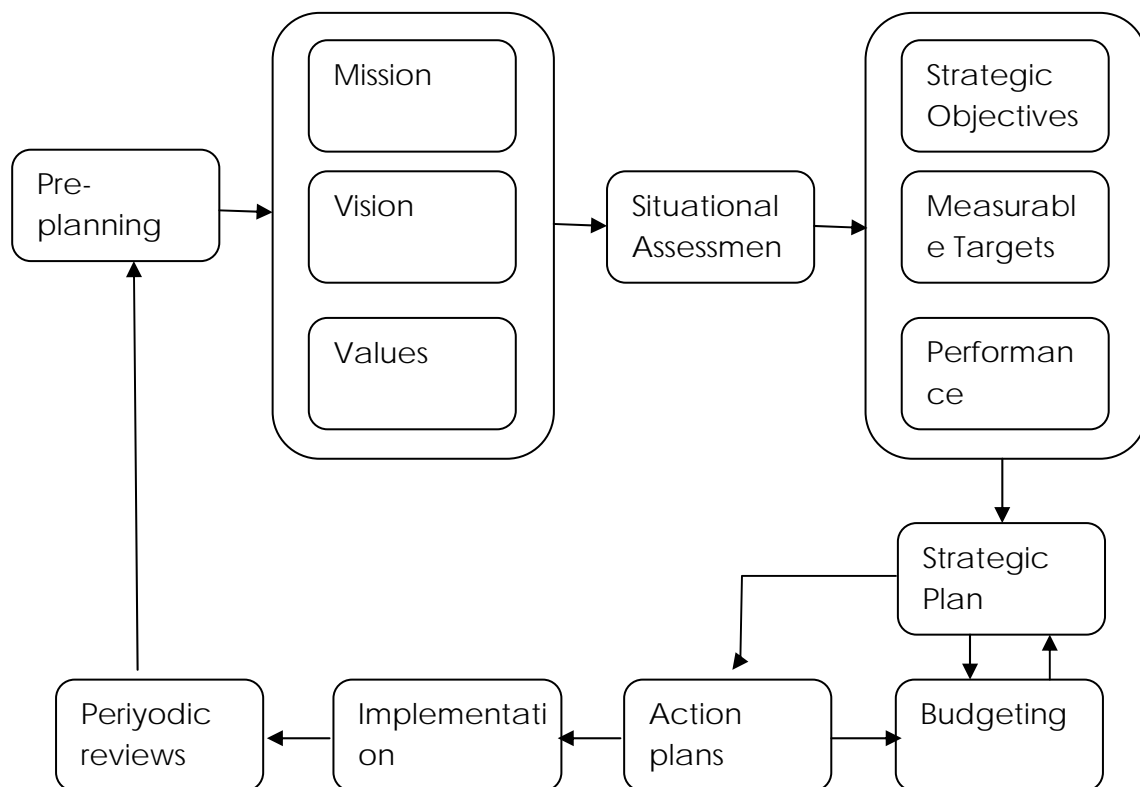 Pre-
planning
Mission
Vision
Values
Situational
Assessmen
Strategic
Objectives
Measurabl
e Targets
Performan
ce
Strategic
Plan
Budgeting
Action
plans
Implementati
on
Periyodic
reviews